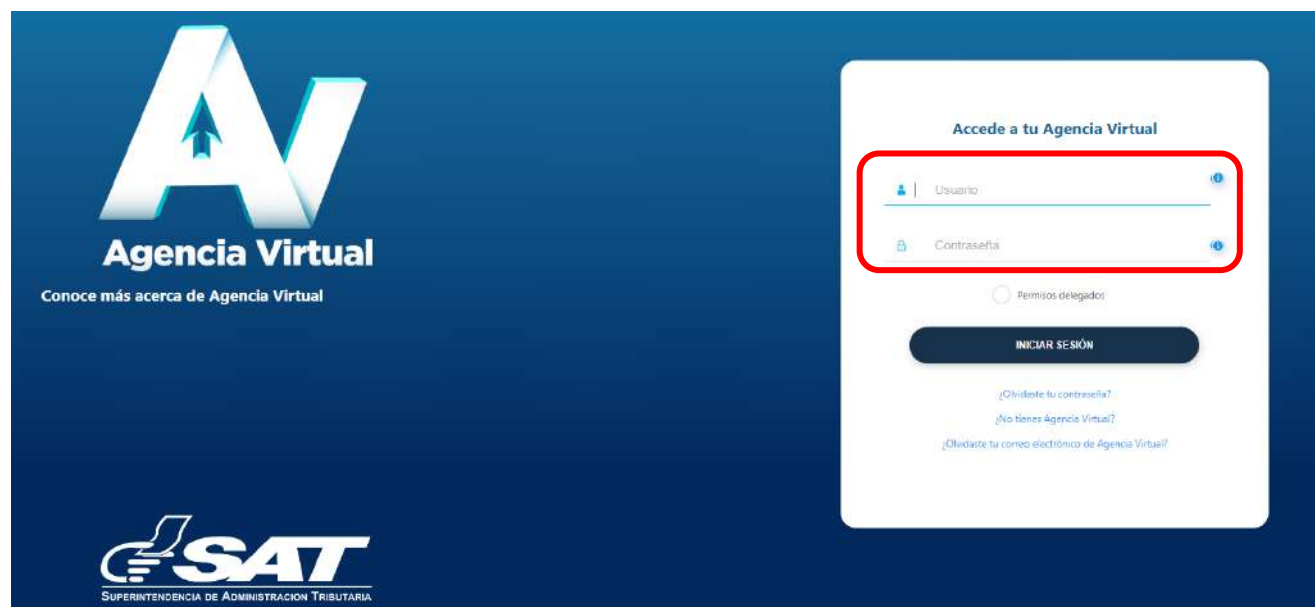 Agencia Virtual
Conoce más acerca de Agencia Virtual
SAT
SUPERINTENDENCIA DE ADMINISTRACION TRIBUTARIA
Accede a tu Agencia Virtual
Usuario
Contraseña
Permisos delegados
INICIAR SESIÓN
¿Olvidaste tu contraseña?
¿No tienes Agencia Virtual?
¿Olvidaste tu correo electrónico de Agencia Virtual?